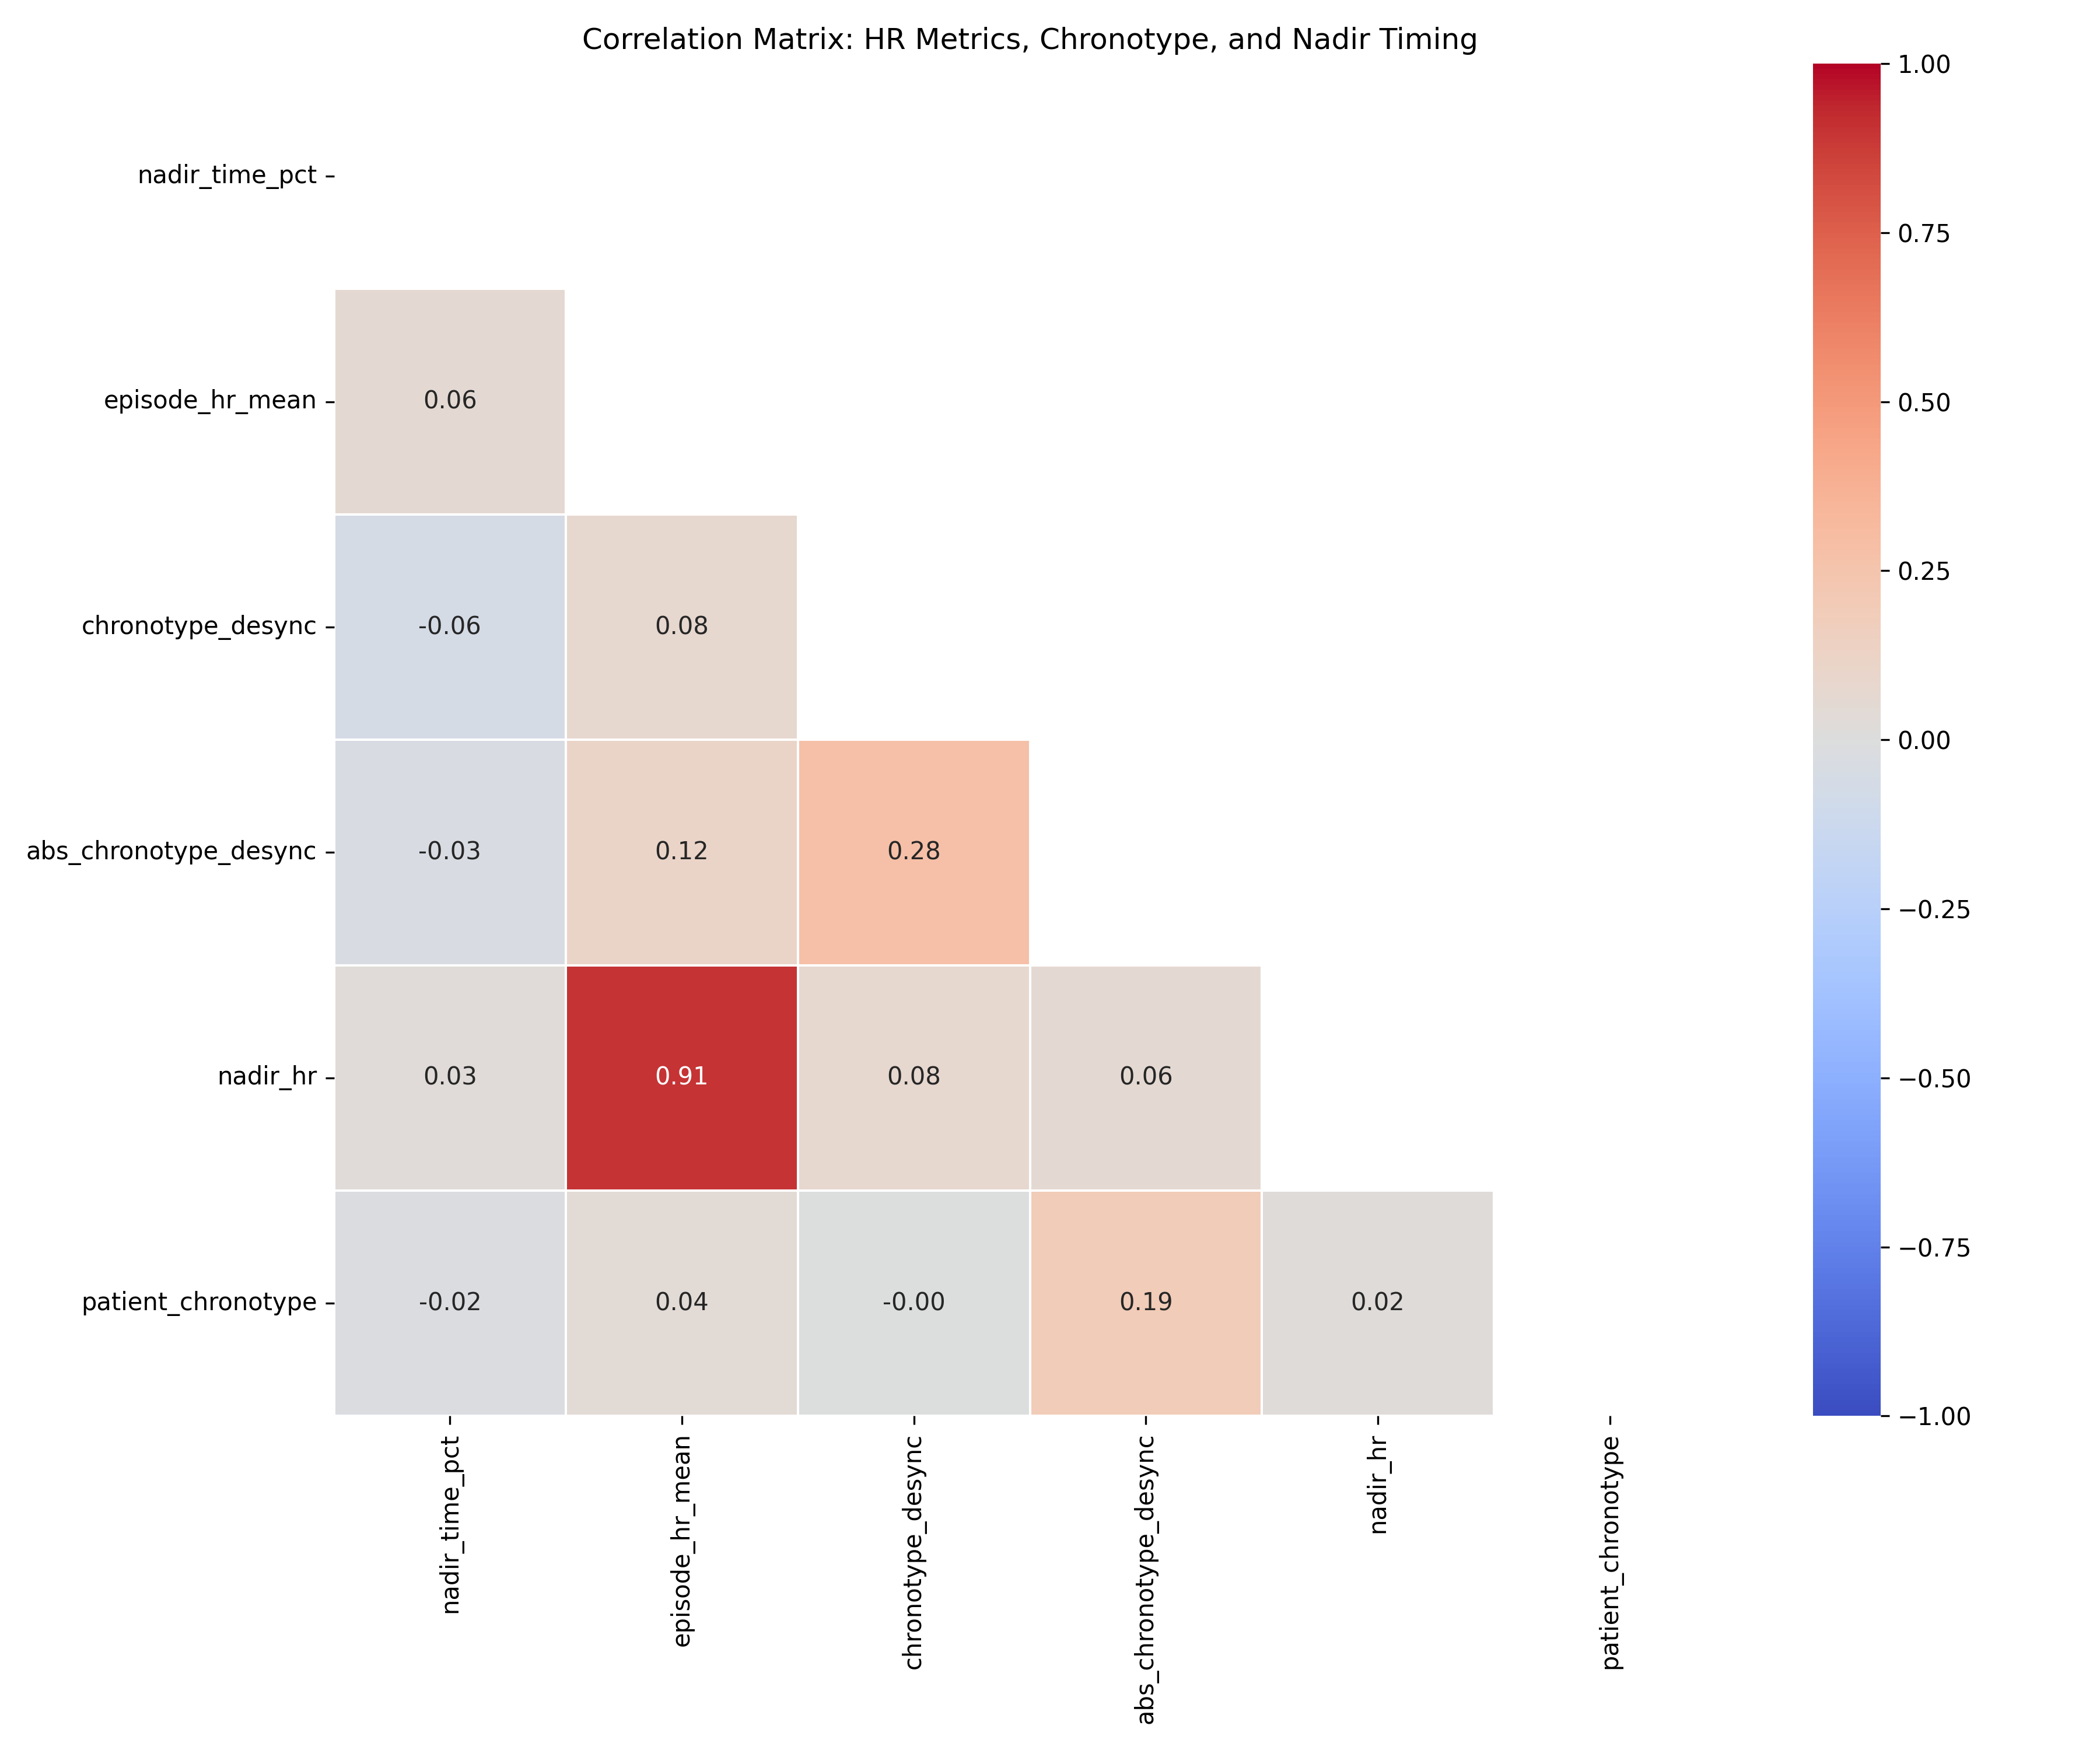 Correlation Matrix: HR Metrics, Chronotype, and Nadir Timing
nadir_time_pct
episode_hr_mean
0.06
chronotype_desync
-0.06
0.08
abs_chronotype_desync
-0.03
0.12
0.28
nadir_hr
0.03
0.91
0.08
0.06
patient_chronotype
-0.02
0.04
-0.00
0.19
0.02
nadir_time_pct
episode_hr_mean
chronotype_desync
abs_chronotype_desync
nadir_hr
patient_chronotype
1.00
0.75
0.50
0.25
0.00
−0.25
−0.50
−0.75
−1.00